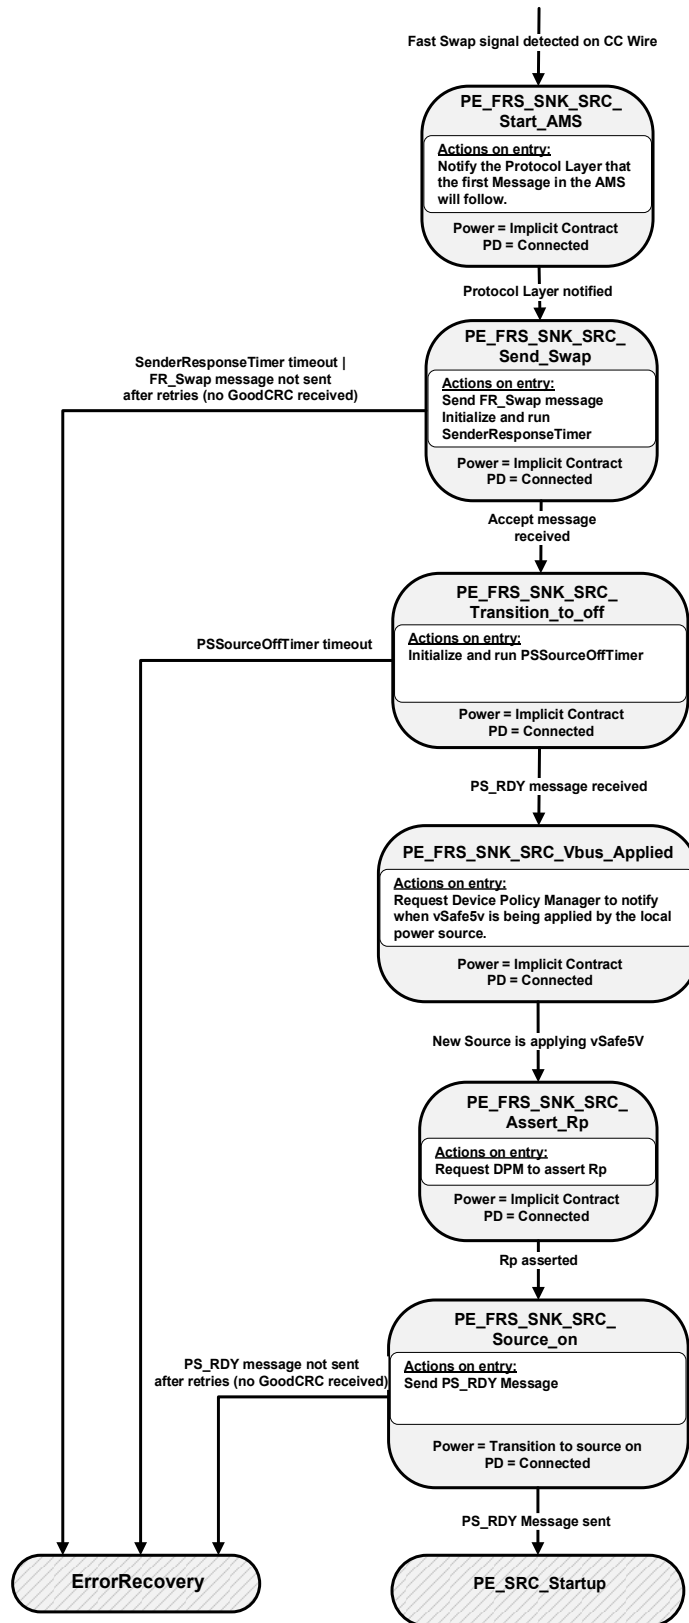 Fast Swap signal detected on CC Wire
PE_FRS_SNK_SRC_
Start_AMS
Actions on entry:
Notify the Protocol Layer that
the first Message in the AMS
will follow.
Power = Implicit Contract
PD = Connected
Protocol Layer notified
PE_FRS_SNK_SRC_
Send_Swap
Actions on entry:
Send FR_Swap message
Initialize and run
SenderResponseTimer
Power = Implicit Contract
PD = Connected
SenderResponseTimer timeout |
FR_Swap message not sent
after retries (no GoodCRC received)
Accept message
received
PE_FRS_SNK_SRC_
Transition_to_off
Actions on entry:
Initialize and run PSSourceOffTimer
Power = Implicit Contract
PD = Connected
PSSourceOffTimer timeout
PS_RDY message received
PE_FRS_SNK_SRC_Vbus_Applied
Actions on entry:
Request Device Policy Manager to notify
when vSafe5v is being applied by the local
power source.
Power = Implicit Contract
PD = Connected
New Source is applying vSafe5V
PE_FRS_SNK_SRC_
Assert_Rp
Actions on entry:
Request DPM to assert Rp
Power = Implicit Contract
PD = Connected
Rp asserted
PE_FRS_SNK_SRC_
Source_on
Actions on entry:
Send PS_RDY Message
Power = Transition to source on
PD = Connected
PS_RDY message not sent
after retries (no GoodCRC received)
PS_RDY Message sent
ErrorRecovery
PE_SRC_Startup